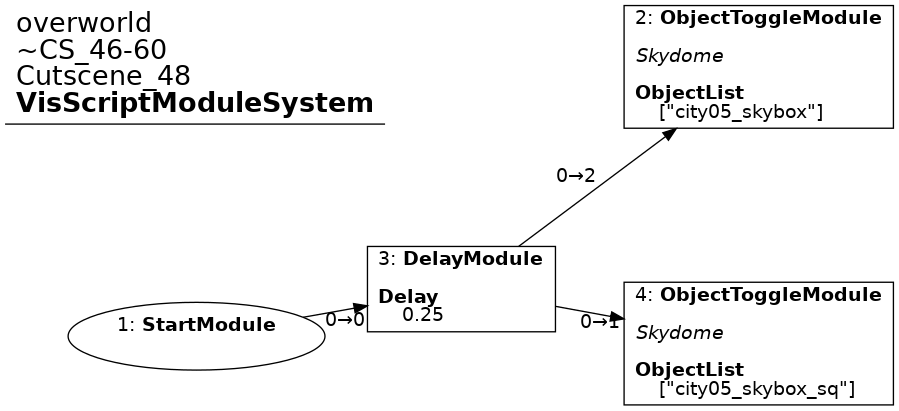 overworld
~CS_46-60
Cutscene_48
VisScriptModuleSystem
2: ObjectToggleModule
Skydome
ObjectList
["city05_skybox"]
0→2
3: DelayModule
Delay
0.25
1: StartModule
0→0
0→1
4: ObjectToggleModule
Skydome
ObjectList
["city05_skybox_sq"]